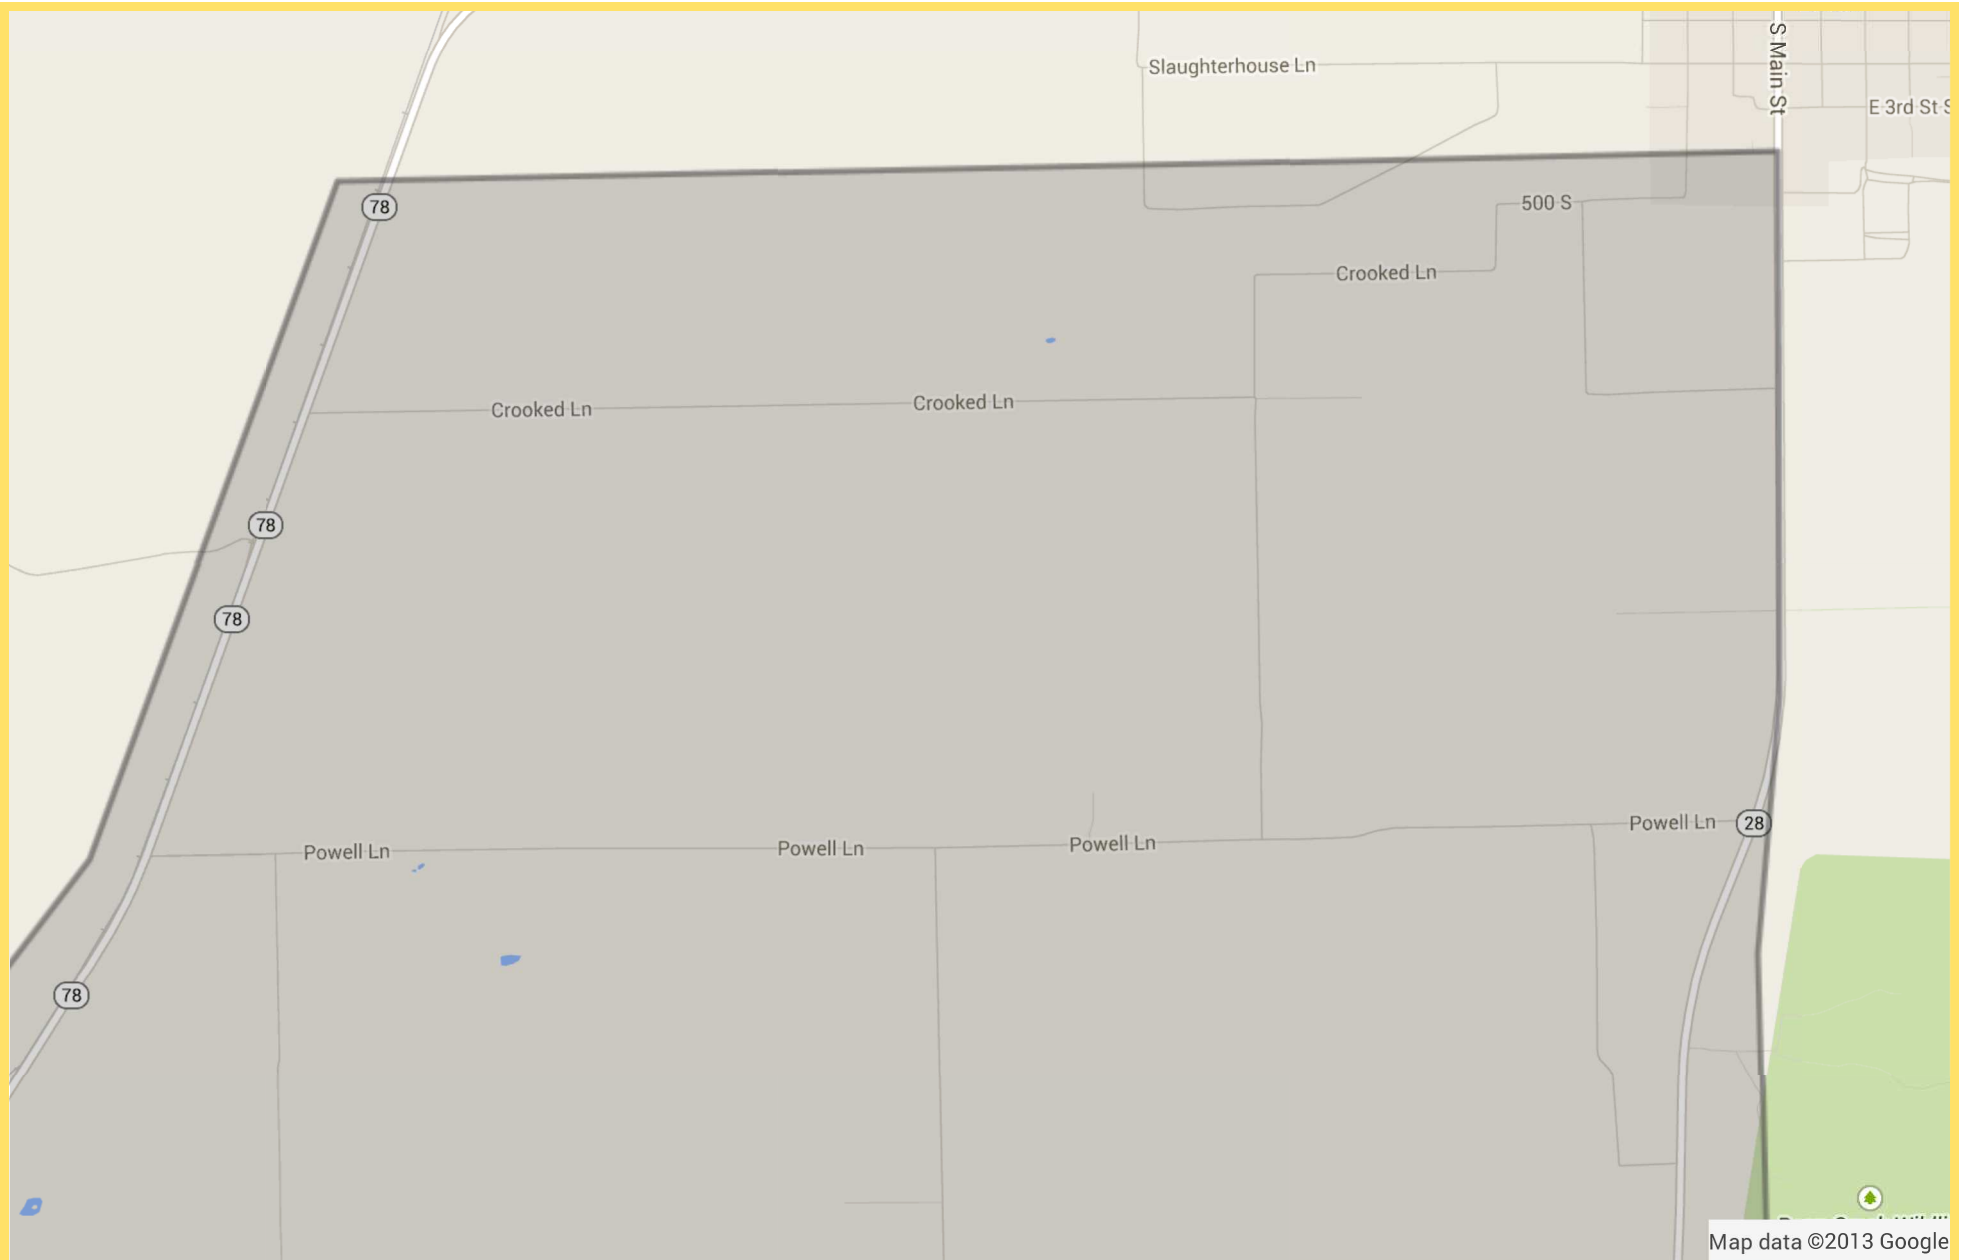 S Main St
Slaughterhouse Ln
E 3rd St S
78
500 S
Crooked Ln
Crooked Ln
Crooked Ln
78
78
Powell Ln
28
Powell Ln
Powell Ln
Powell Ln
78
Map data ©2013 Google